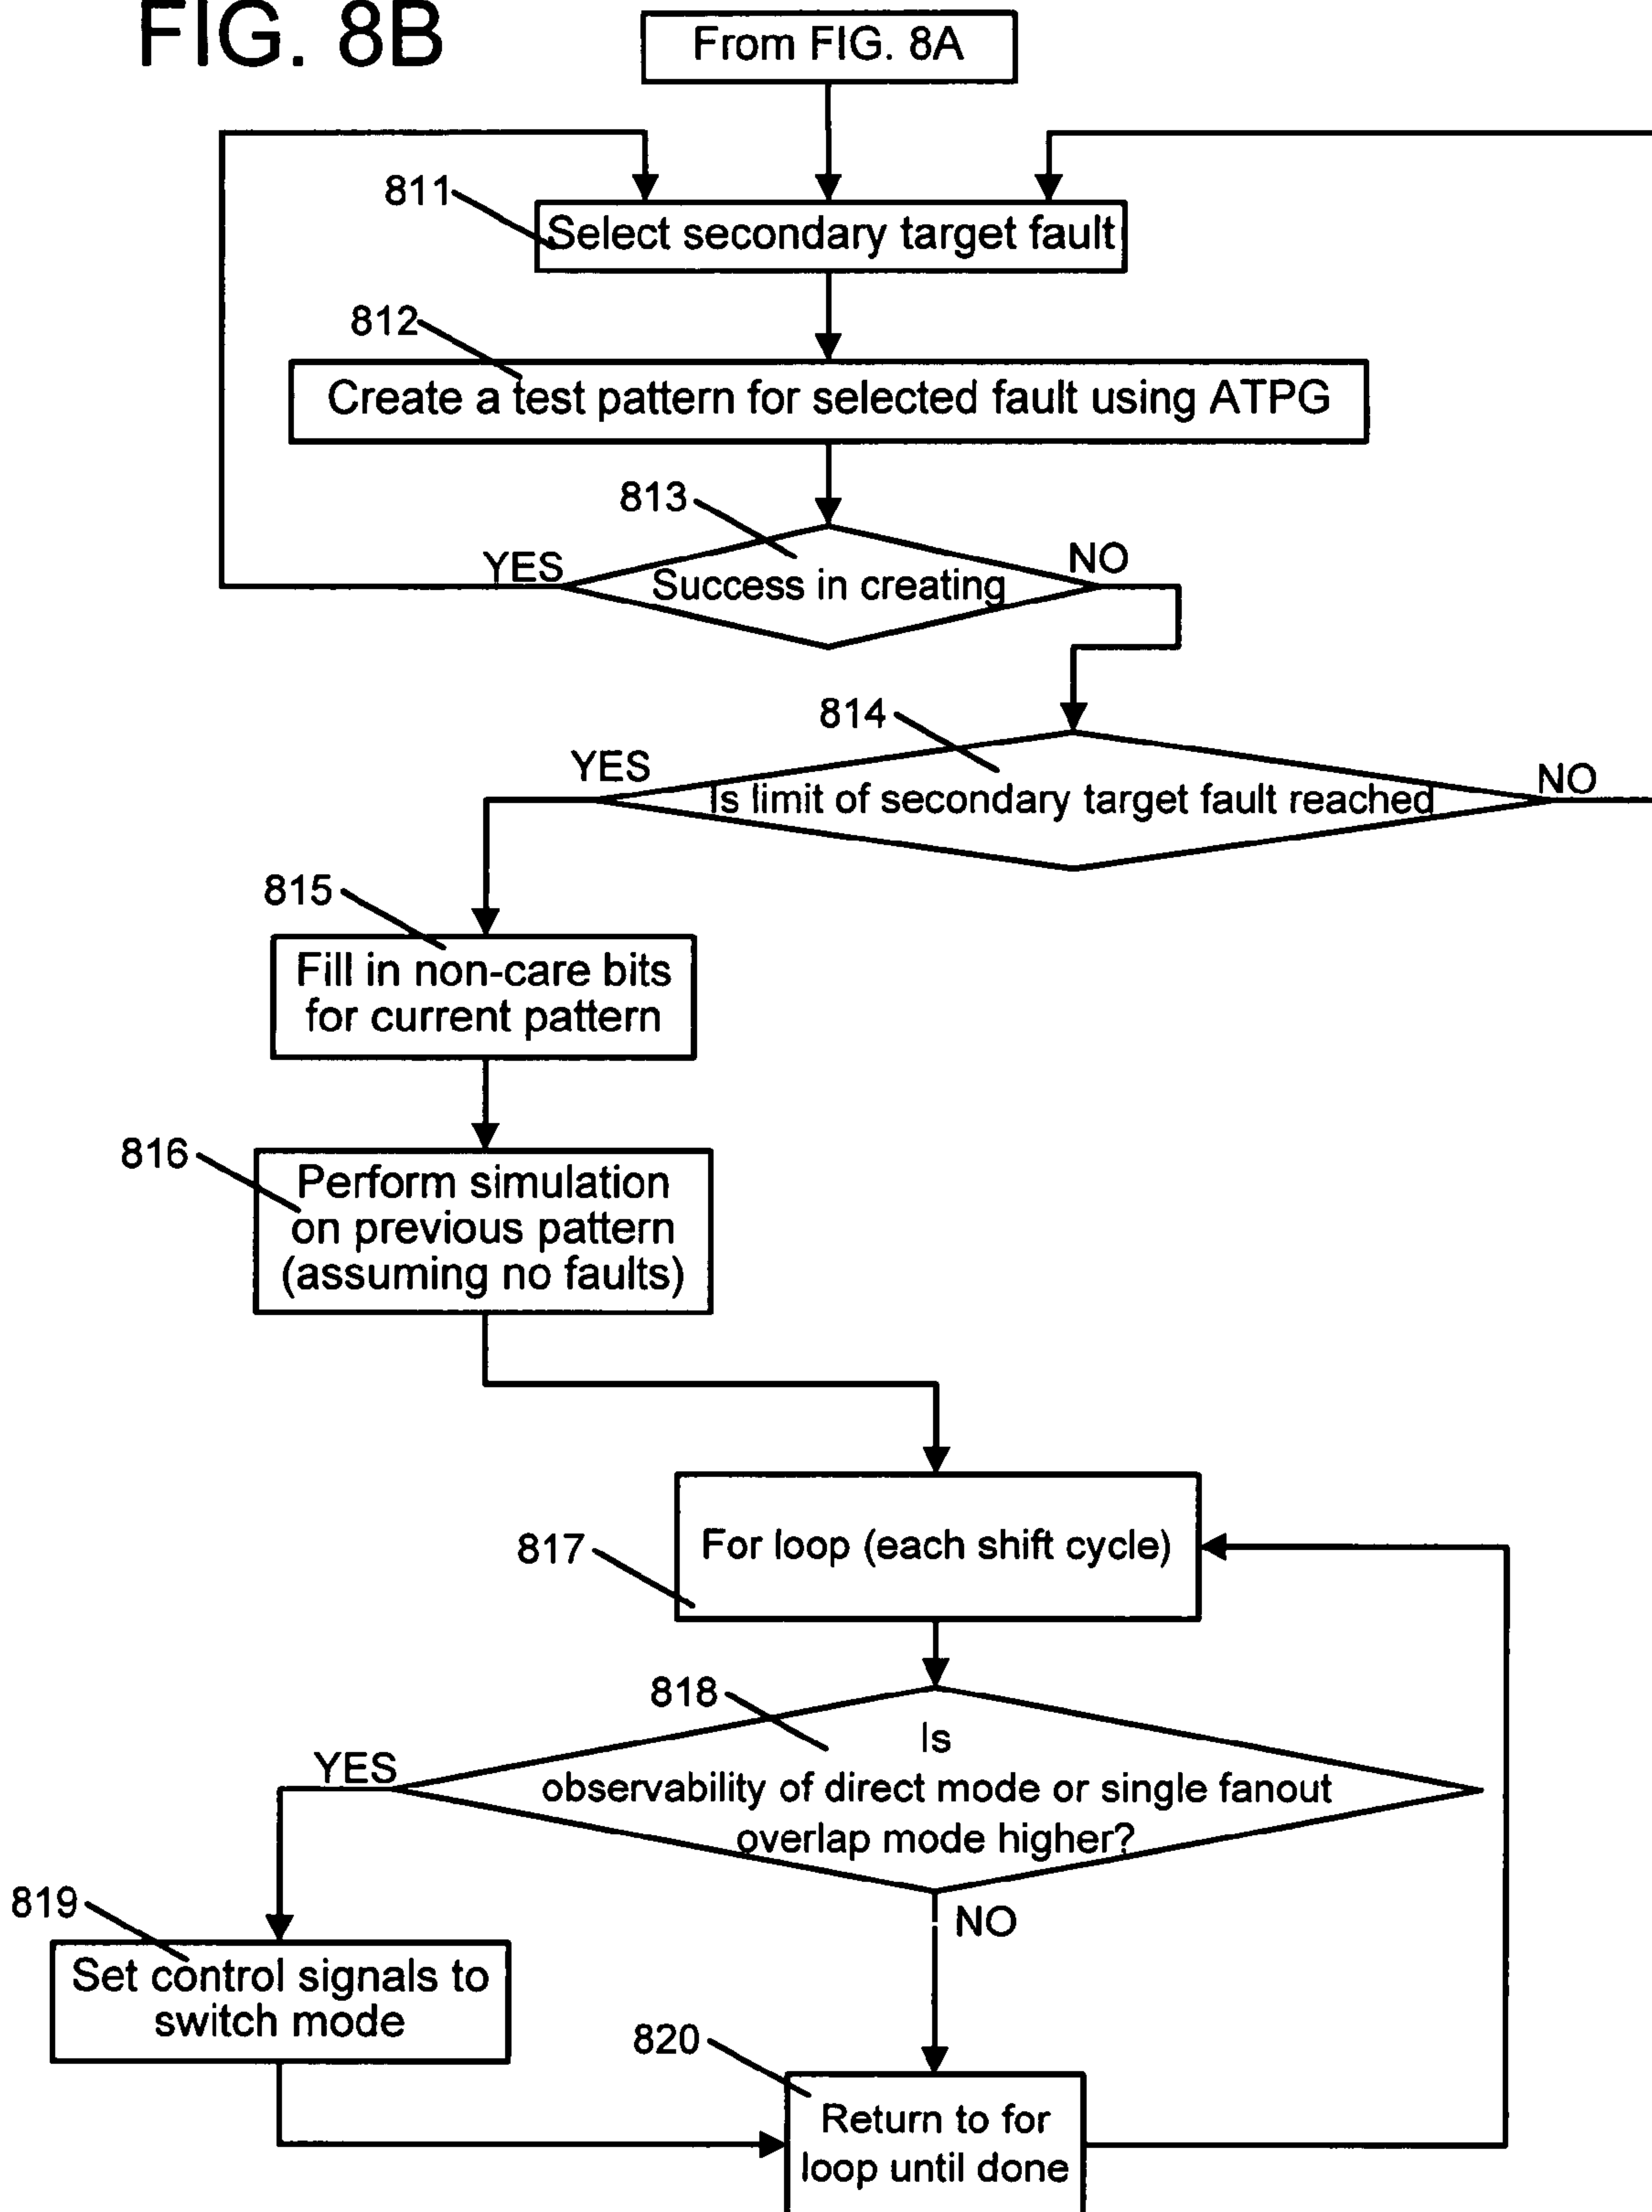 FIG. 8B
From FIG. 8A
811
Select secondary target fault
812
Create a test pattern for selected fault using ATPG
813
YES
Success in creating
NO
814
YES
Is limit of secondary target fault reached
NO
815
Fill in non-care bits
for current pattern
816
Perform simulation
on previous pattern
(assuming no faults)
817
For loop (each shift cycle)
818
Is
observability of direct mode or single fanout
overlap mode higher?
YES
NO
819
Set control signals to
switch mode
820
Return to for
loop until done